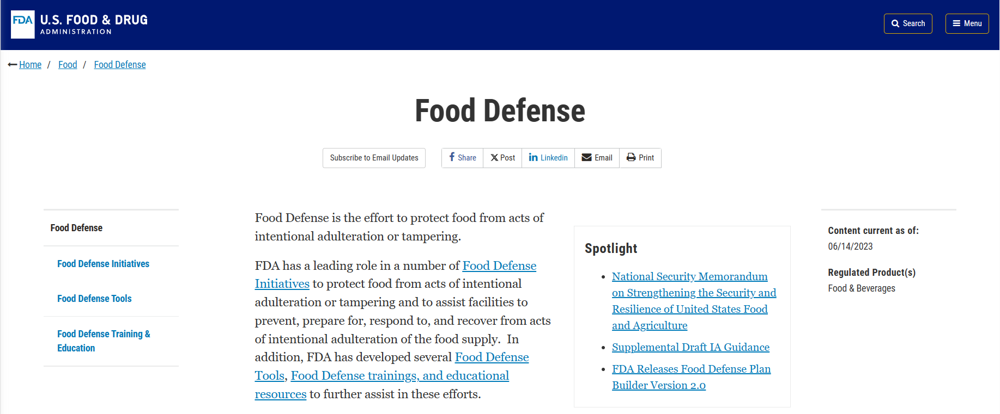 FDA U.S. FOOD & DRUG
ADMINISTRATION
Search
Menu
Home / Food / Food Defense
Food Defense
Subscribe to Email Updates
Share
Post
Linkedin
Email
Print
Food Defense
Food Defense Initiatives
Food Defense Tools
Food Defense Training &
Education
Food Defense is the effort to protect food from acts of
intentional adulteration or tampering.
FDA has a leading role in a number of Food Defense
Initiatives to protect food from acts of intentional
adulteration or tampering and to assist facilities to
prevent, prepare for, respond to, and recover from acts
of intentional adulteration of the food supply.  In
addition, FDA has developed several Food Defense
Tools, Food Defense trainings, and educational
resources to further assist in these efforts.
Spotlight
• National Security Memorandum
on Strengthening the Security and
Resilience of United States Food
and Agriculture
• Supplemental Draft IA Guidance
• FDA Releases Food Defense Plan
Builder Version 2.0
Content current as of:
06/14/2023
Regulated Product(s)
Food & Beverages